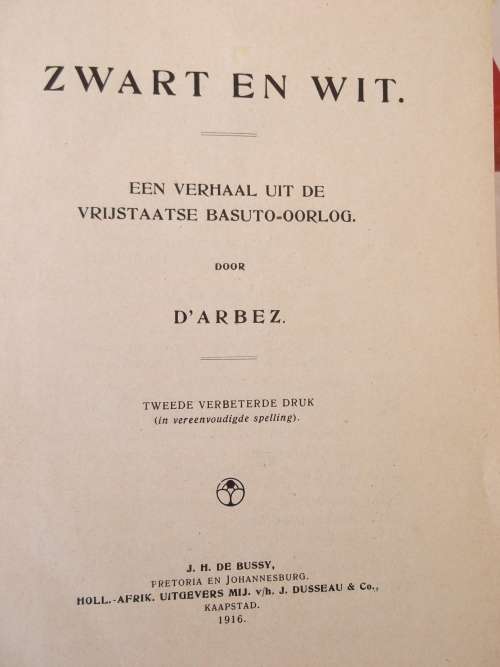 ZWART EN WIT.
EEN VERHAAL UIT DE
VRIJSTAATSE BASUTO-OORLOG.
DOOR
D'ARBEZ.
TWEEDE VERBETERDE DRUK
(in vereenvoudigde spelling).
J. H. DE BUSSY,
PRETORIA EN JOHANNESBURG.
HOLL.-AFRIK. UITGEVERS MIJ. v/h. J. DUSSEAU & Co.,
KAAPSTAD.
1916.